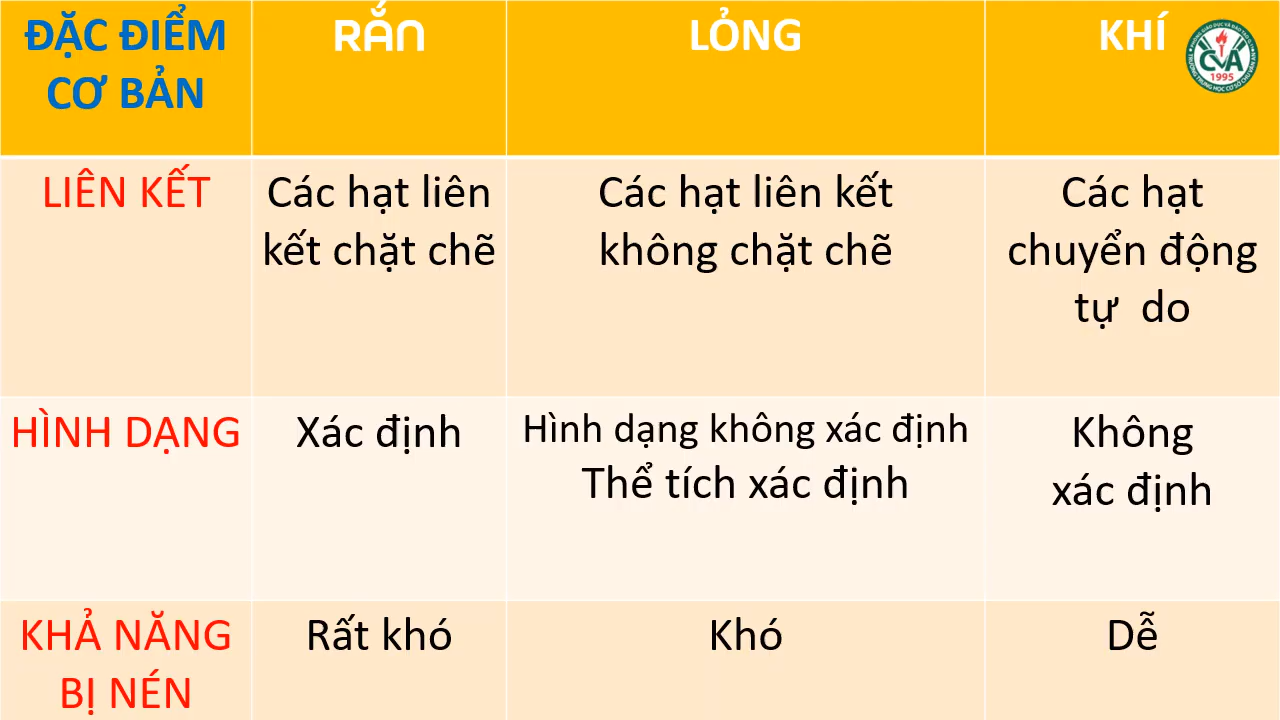 ĐẶC ĐIỂM
CƠ BẢN
RẮN
LỎNG
KHÍ
CVA
1995
LIÊN KẾT
Các hạt liên
kết chặt chẽ
Các hạt liên kết
không chặt chẽ
Các hạt
chuyển động
tự do
HÌNH DẠNG
Xác định
Hình dạng không xác định
Thể tích xác định
Không
xác định
KHẢ NĂNG
BỊ NÉN
Rất khó
Khó
Dễ